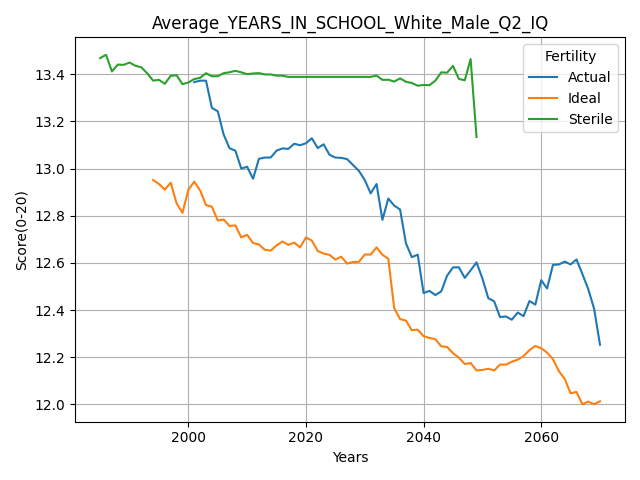 Average_YEARS_IN_SCHOOL_White_Male_Q2_IQ
Score(0-20)
13.4
13.2
13.0
12.8
12.6
12.4
12.2
12.0
Fertility
Actual
Ideal
Sterile
2000
2020
2040
2060
Years